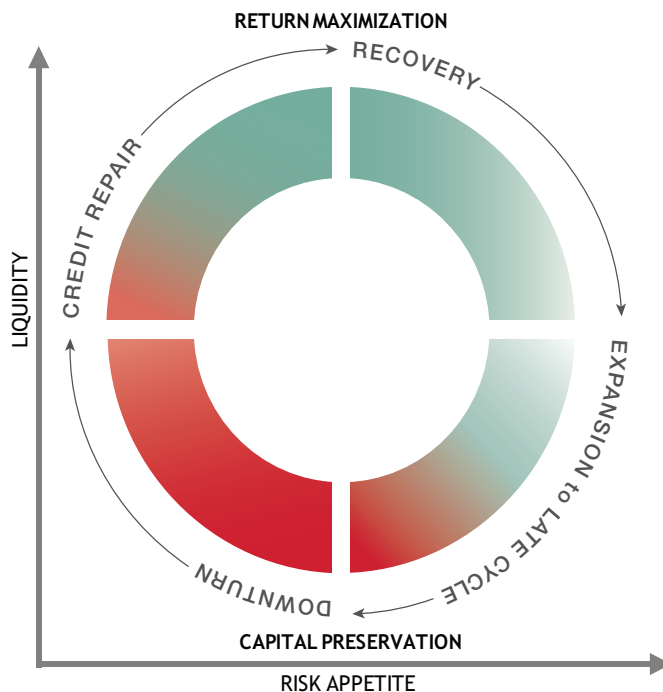 RETURN MAXIMIZATION
RECOVERY
CREDIT REPAIR
LIQUIDITY
EXPANSION to LATE CYCLE
DOWNTURN
CAPITAL PRESERVATION
RISK APPETITE